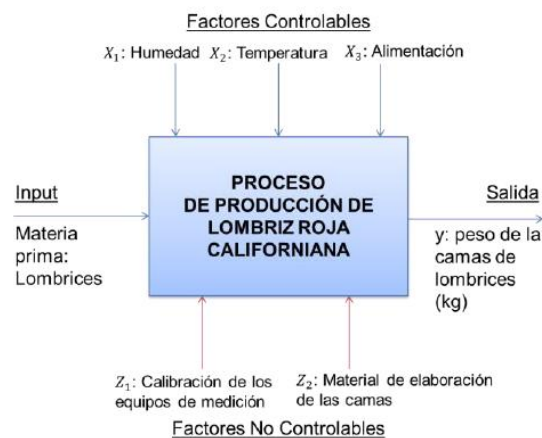 Factores Controlables
X₁: Humedad X₂: Temperatura X₃: Alimentación
PROCESO
DE PRODUCCIÓN DE
LOMBRIZ ROJA
CALIFORNIANA
Input
Materia
prima:
Lombrices
Salida
y: peso de la
camas de
lombrices
(kg)
Z₁: Calibración de los
equipos de medición
Z₂: Material de elaboración
de las camas
Factores No Controlables